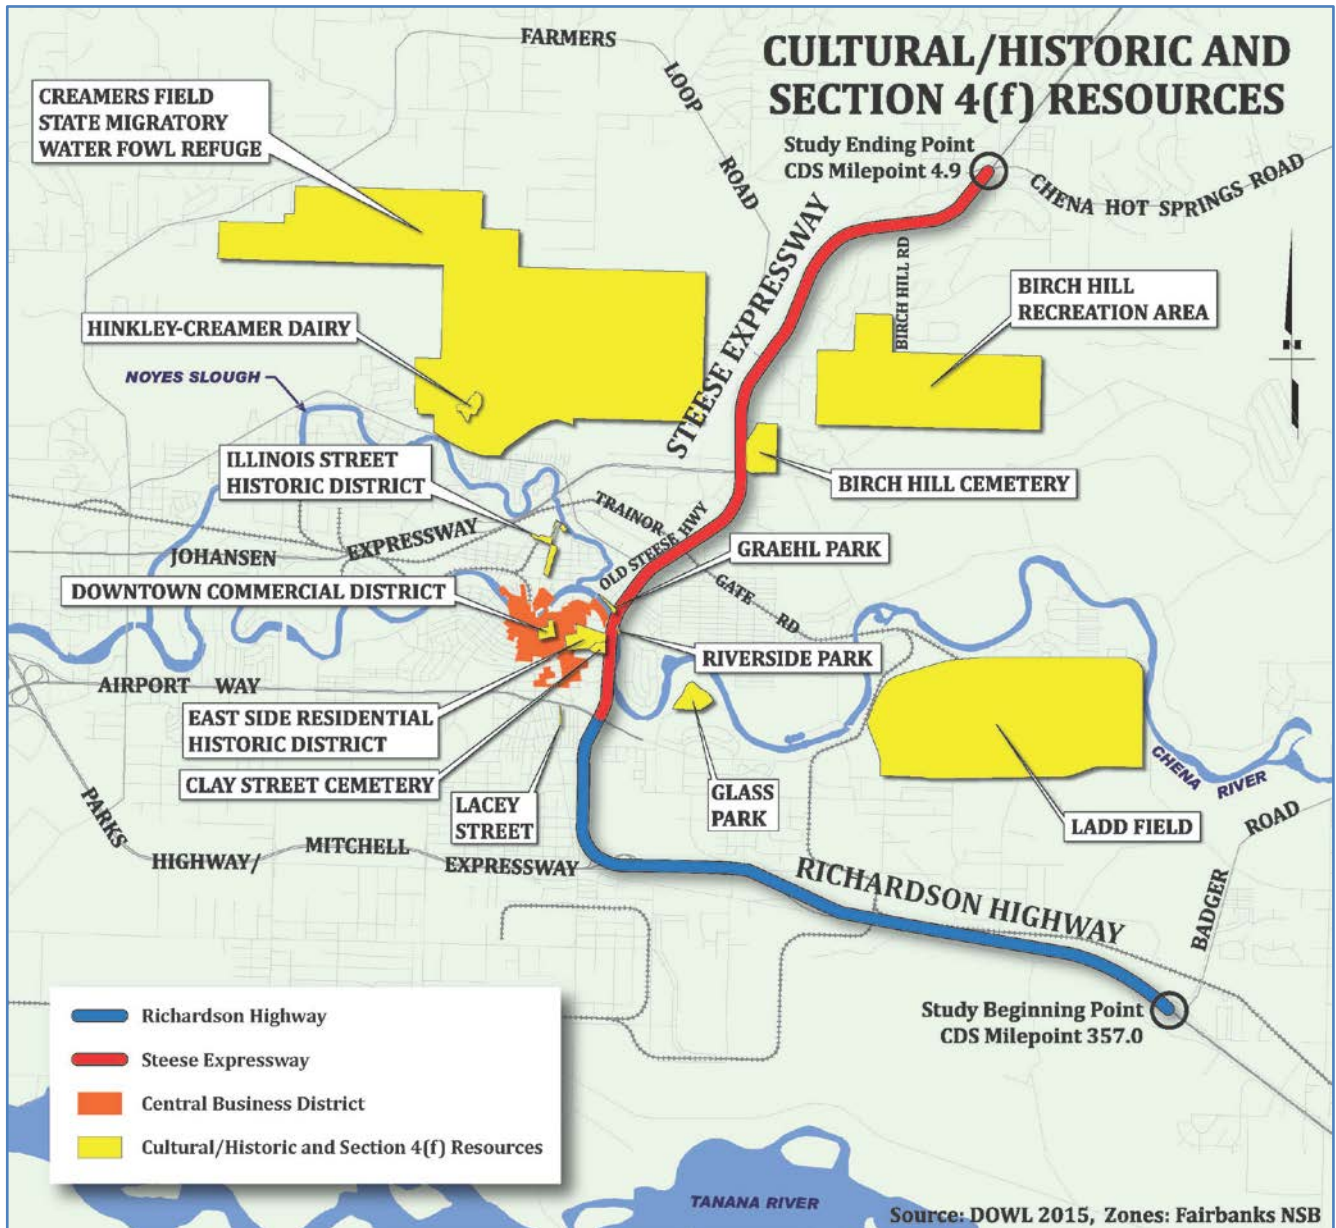 CULTURAL/HISTORIC AND
SECTION 4(f) RESOURCES
FARMERS
LOOP
ROAD
CREAMERS FIELD
STATE MIGRATORY
WATER FOWL REFUGE
Study Ending Point
CDS Milepoint 4.9
CHENA HOT SPRINGS ROAD
STEESE EXPRESSWAY
BIRCH HILL RD
BIRCH HILL
RECREATION AREA
N
HINKLEY-CREAMER DAIRY
NOYES SLOUGH
ILLINOIS STREET
HISTORIC DISTRICT
BIRCH HILL CEMETERY
TRAINOR
GATE
RD
OLD STEESE HWY
JOHANSEN
EXPRESSWAY
GRAEHL PARK
DOWNTOWN COMMERCIAL DISTRICT
RIVERSIDE PARK
AIRPORT WAY
EAST SIDE RESIDENTIAL
HISTORIC DISTRICT
CLAY STREET CEMETERY
LACEY
STREET
GLASS
PARK
LADD FIELD
CHENA
RIVER
BADGER
ROAD
PARKS
HIGHWAY/
MITCHELL
EXPRESSWAY
RICHARDSON HIGHWAY
Study Beginning Point
CDS Milepoint 357.0
Richardson Highway
Steese Expressway
Central Business District
Cultural/Historic and Section 4(f) Resources
TANANA RIVER
Source: DOWL 2015, Zones: Fairbanks NSB